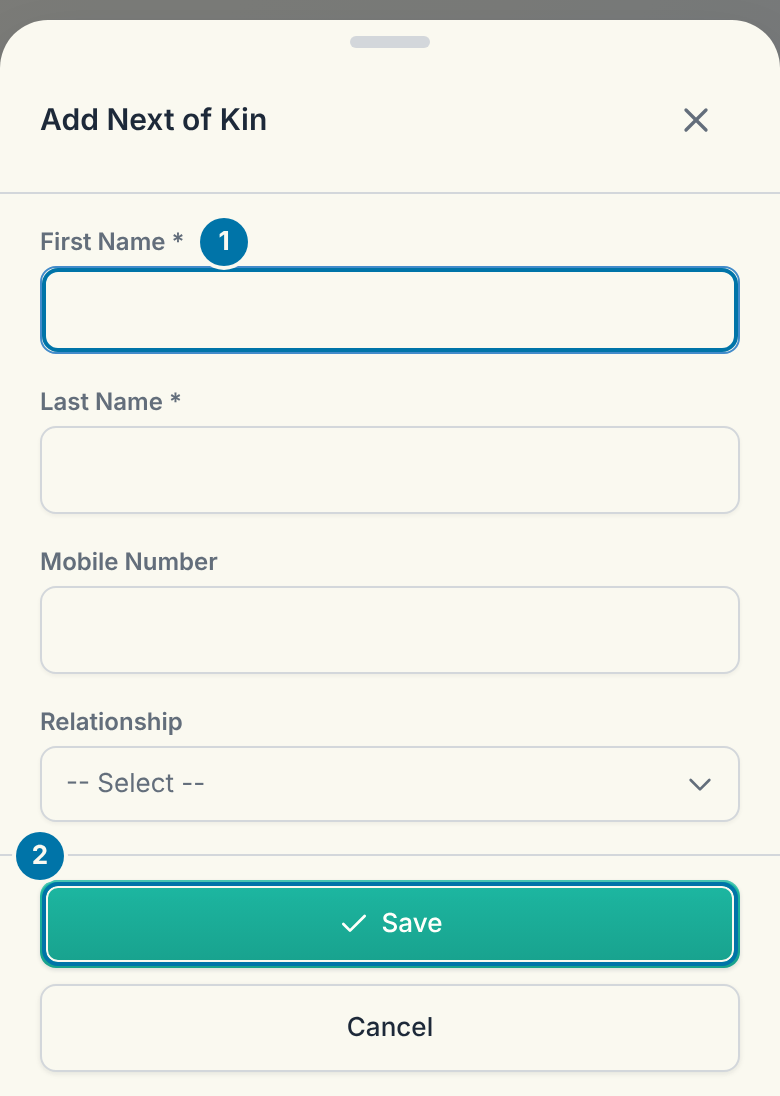 Add Next of Kin
First Name * 1
Last Name *
Mobile Number
Relationship
-- Select --
2
Save
Cancel